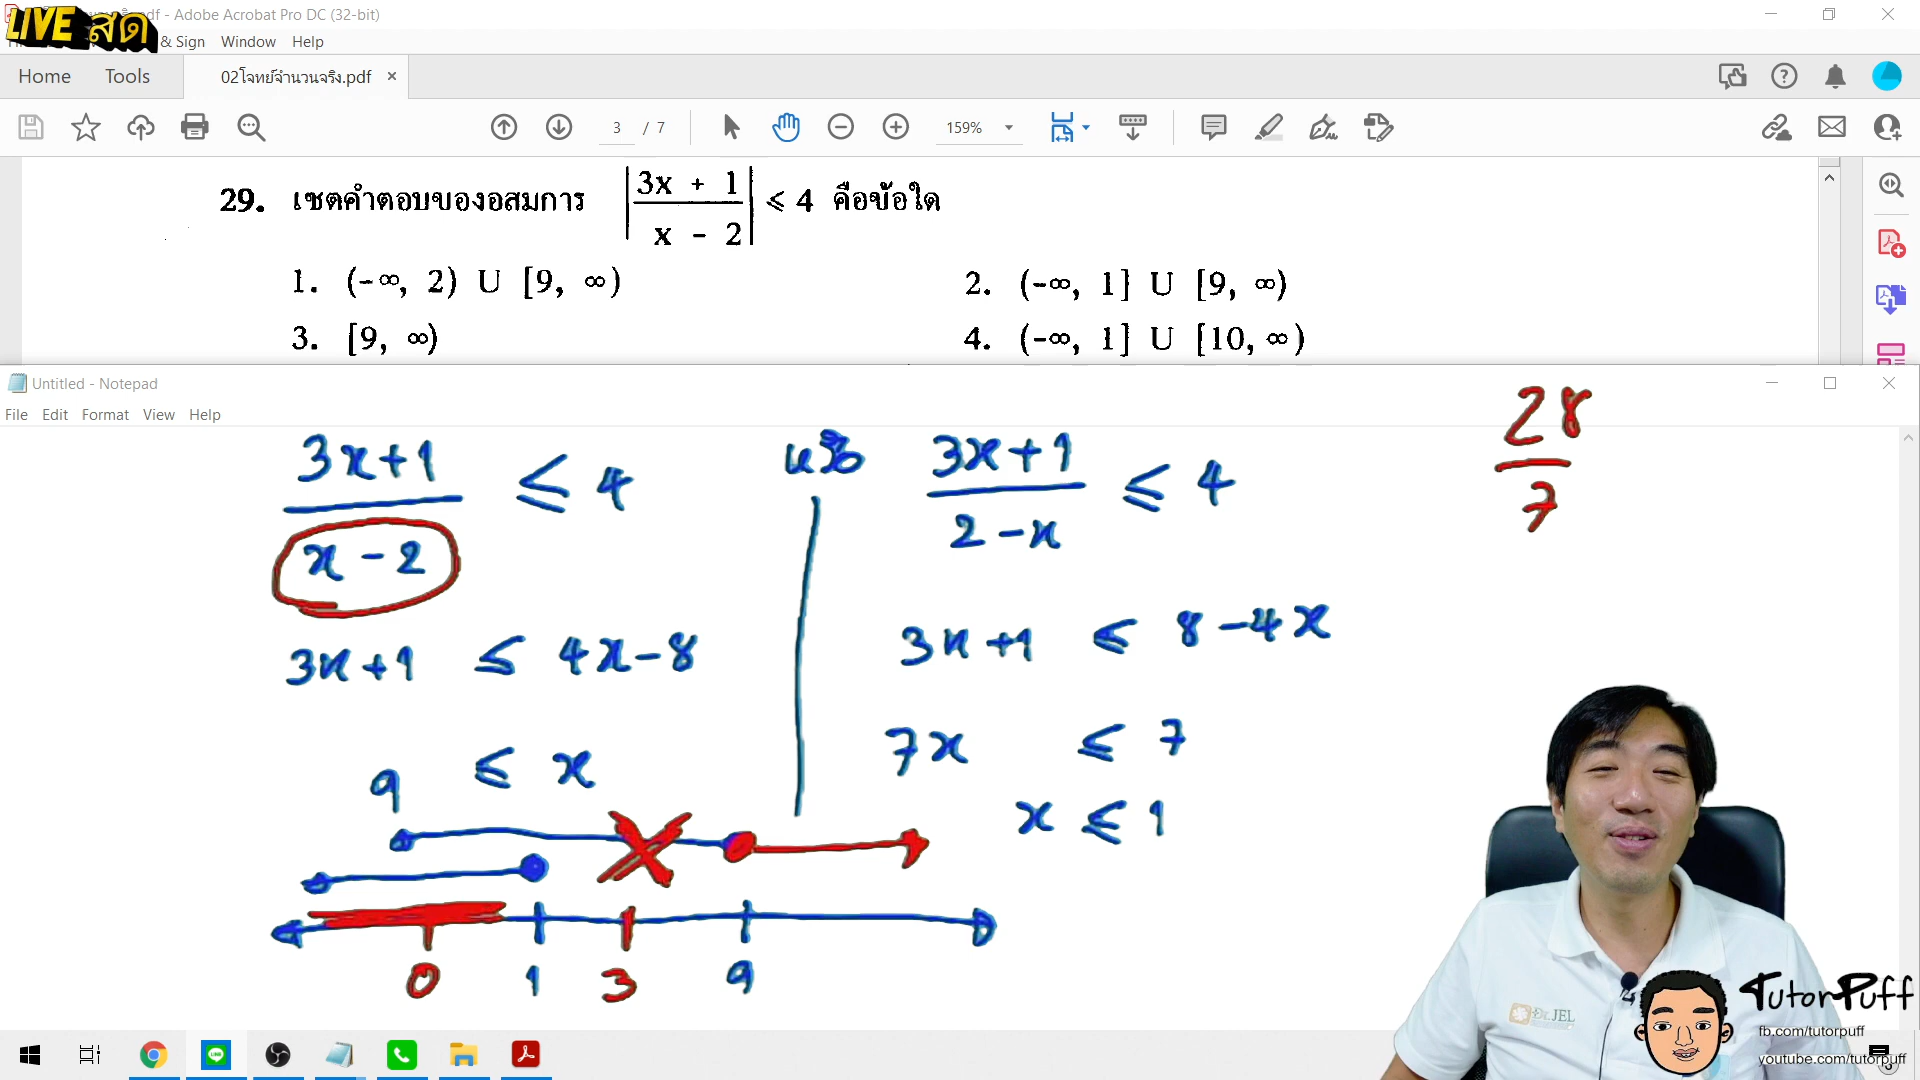 LIVE สด
pdf - Adobe Acrobat Pro DC (32-bit)
& Sign Window Help
Home Tools 02โจทย์จำนวนจริง.pdf ×
3 / 7 159%
29. เซตคำตอบของอสมการ |3x + 1 / x - 2| ≤ 4 คือข้อใด
1. (-∞, 2) U [9, ∞)
2. (-∞, 1] U [9, ∞)
3. [9, ∞)
4. (-∞, 1] U [10, ∞)
Untitled - Notepad
File Edit Format View Help
28
7
3x+1 ≤ 4
x-2
และ
3x+1 ≤ 4
2-x
3x+1 ≤ 4x-8
3x+1 ≤ 8-4x
9 ≤ x
7x ≤ 7
x ≤ 1
0 1 3 9
Dr.JEL
TutorPuff
fb.com/tutorpuff
youtube.com/tutorpuff